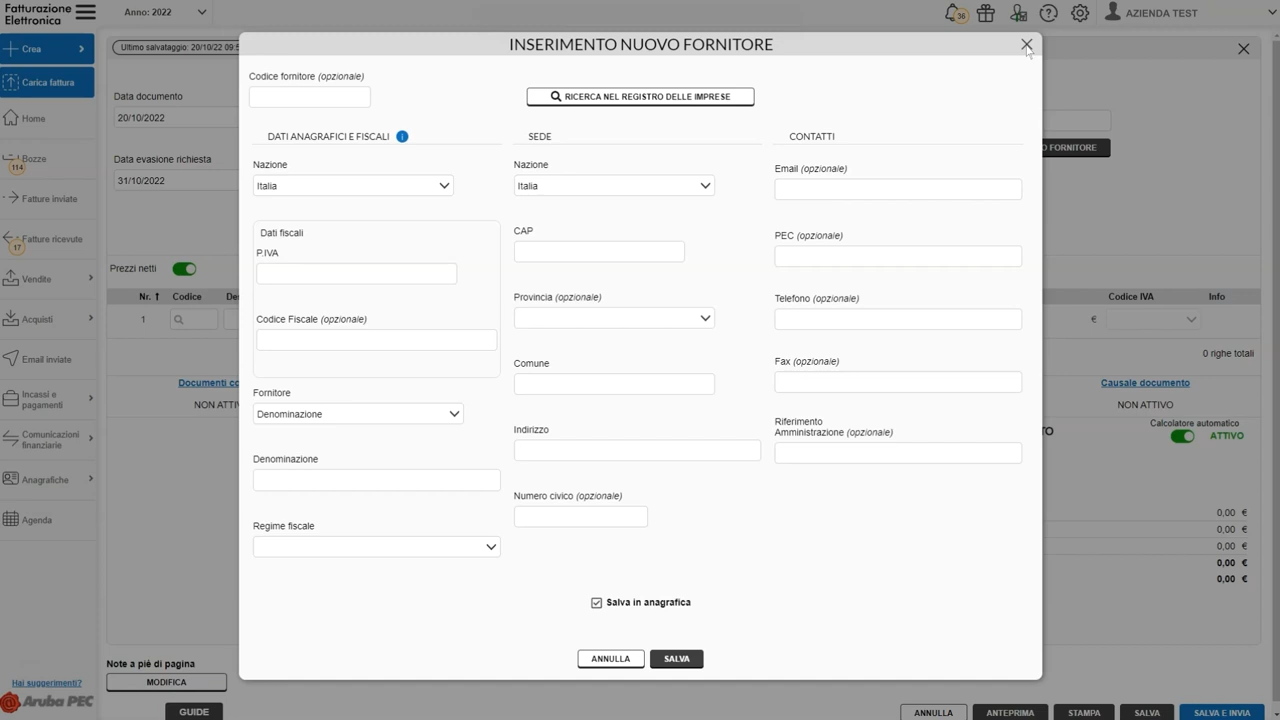 Fatturazione
Elettronica
Anno: 2022
36
AZIENDA TEST
Crea
Carica fattura
Home
Bozze
114
Fatture inviate
Fatture ricevute
17
Vendite
Acquisti
Email inviate
Incassi e
pagamenti
Comunicazioni
finanziarie
Anagrafiche
Agenda
Hai suggerimenti?
Aruba PEC
Ultimo salvataggio: 20/10/22
Data documento
20/10/2022
Data evasione richiesta
31/10/2022
Prezzi netti
Nr. Codice
1
NON ATTIV
Note a piè di pagina
MODIFICA
GUIDE
INSERIMENTO NUOVO FORNITORE
Codice fornitore (opzionale)
RICERCA NEL REGISTRO DELLE IMPRESE
DATI ANAGRAFICI E FISCALI
Nazione
Italia
Dati fiscali
P.IVA
Codice Fiscale (opzionale)
Fornitore
Denominazione
Denominazione
Regime fiscale
SEDE
Nazione
Italia
CAP
Provincia (opzionale)
Comune
Indirizzo
Numero civico (opzionale)
CONTATTI
Email (opzionale)
PEC (opzionale)
Telefono (opzionale)
Fax (opzionale)
Riferimento
Amministrazione (opzionale)
Salva in anagrafica
ANNULLA
SALVA
FORNITORE
Codice IVA Info
€
0 righe totali
Causale documento
NON ATTIVO
Calcolatore automatico
ATTIVO
0,00 €
0,00 €
0,00 €
0,00 €
0,00 €
ANNULLA
ANTEPRIMA
STAMPA
SALVA
SALVA E INVIA